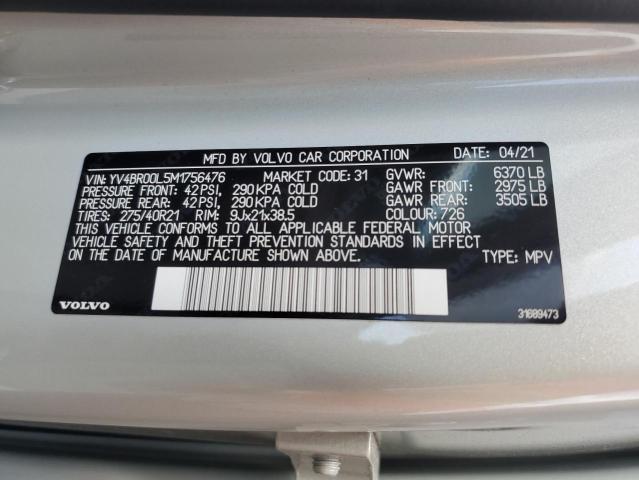 MFD BY VOLVO CAR CORPORATION DATE: 04/21
VIN: YV4BR00L5M1756476 MARKET CODE: 31 GVWR: 6370 LB
PRESSURE FRONT: 42 PSI, 290 KPA COLD GAWR FRONT: 2975 LB
PRESSURE REAR: 42 PSI, 290 KPA COLD GAWR REAR: 3505 LB
TIRES: 275/40R21 RIM: 9Jx21x38.5 COLOUR: 726
THIS VEHICLE CONFORMS TO ALL APPLICABLE FEDERAL MOTOR
VEHICLE SAFETY AND THEFT PREVENTION STANDARDS IN EFFECT
ON THE DATE OF MANUFACTURE SHOWN ABOVE. TYPE: MPV
VOLVO 31689473